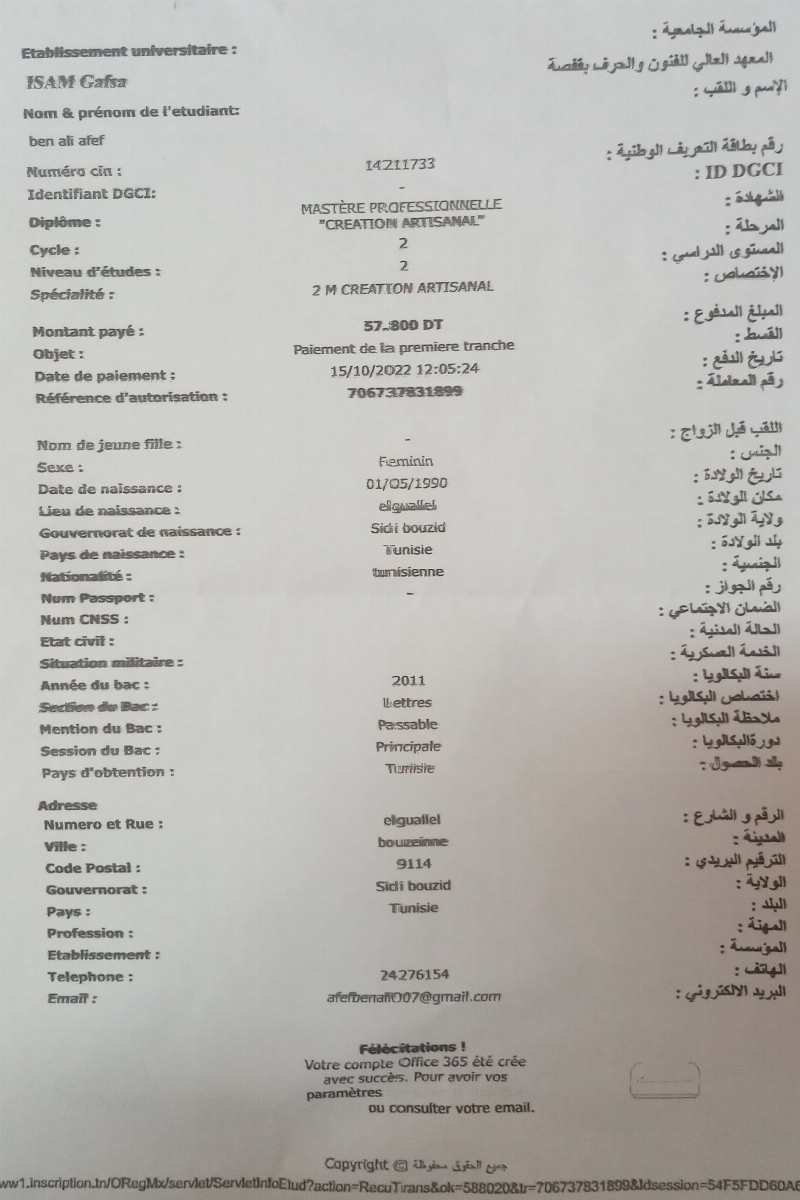 المؤسسة الجامعية :
Etablissement universitaire :
المعهد العالي للفنون والحرف بقفصة
ISAM Gafsa
الإسم و اللقب :
Nom & prénom de l'etudiant:
ben ali afef
رقم بطاقة التعريف الوطنية :
Numéro cin : 14211733
Identifiant DGCI: - ID DGCI :
Diplôme : MASTÈRE PROFESSIONNELLE "CREATION ARTISANAL" الشهادة :
Cycle : 2 المرحلة :
Niveau d'études : 2 المستوى الدراسي :
Spécialité : 2 M CREATION ARTISANAL الإختصاص :
Montant payé : 57.800 DT المبلغ المدفوع :
Objet : Paiement de la premiere tranche القسط :
Date de paiement : 15/10/2022 12:05:24 تاريخ الدفع :
Référence d'autorisation : 706737831899 رقم المعاملة :
Nom de jeune fille : - اللقب قبل الزواج :
Sexe : Feminin الجنس :
Date de naissance : 01/05/1990 تاريخ الولادة :
Lieu de naissance : elguallel مكان الولادة :
Gouvernorat de naissance : Sidi bouzid ولاية الولادة :
Pays de naissance : Tunisie بلد الولادة :
Nationalité : tunisienne الجنسية :
Num Passport : - رقم الجواز :
Num CNSS : الضمان الاجتماعي :
Etat civil : الحالة المدنية :
Situation militaire : الخدمة العسكرية :
Année du bac : 2011 سنة البكالويا :
Section du Bac : Lettres اختصاص البكالويا :
Mention du Bac : Passable ملاحظة البكالويا :
Session du Bac : Principale دورةالبكالويا :
Pays d'obtention : Tunisie بلد الحصول :
Adresse
Numero et Rue : elguallel الرقم و الشارع :
Ville : bouzeinne المدينة :
Code Postal : 9114 الترقيم البريدي :
Gouvernorat : Sidi bouzid الولاية :
Pays : Tunisie البلد :
Profession : المهنة :
Etablissement : المؤسسة :
Telephone : 24276154 الهاتف :
Email : afefbenali007@gmail.com البريد الالكتروني :
Félécitations !
Votre compte Office 365 été crée
avec succès. Pour avoir vos
paramètres
ou consulter votre email.
Copyright © جميع الحقوق محفوظة
ww1.inscription.tn/ORegMx/servlet/ServletInfoEtud?action=RecuTrans&ok=588020&tr=706737831899&Idsession=54F5FDD60A6